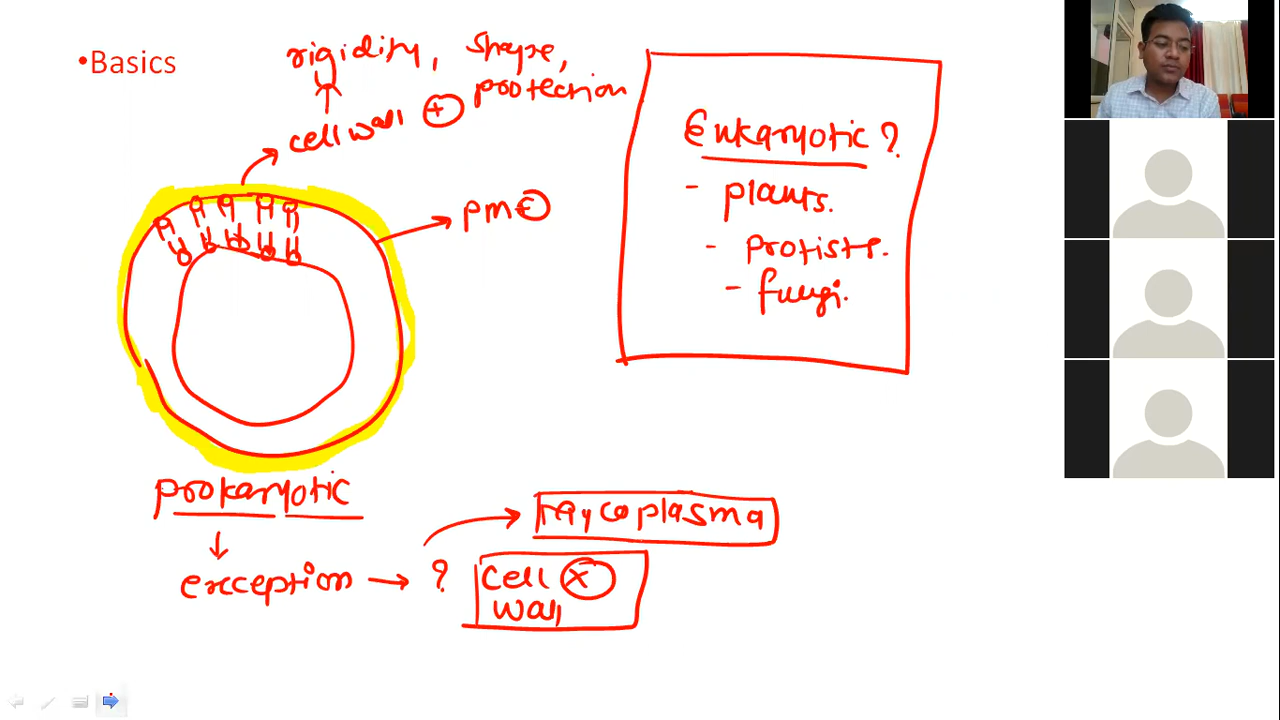 •Basics
rigidity, shape,
protection
cell wall +
pm
prokaryotic
exception → ?
mycoplasma
cell x
wall
Eukaryotic?
- plants.
- protists.
- fungi.